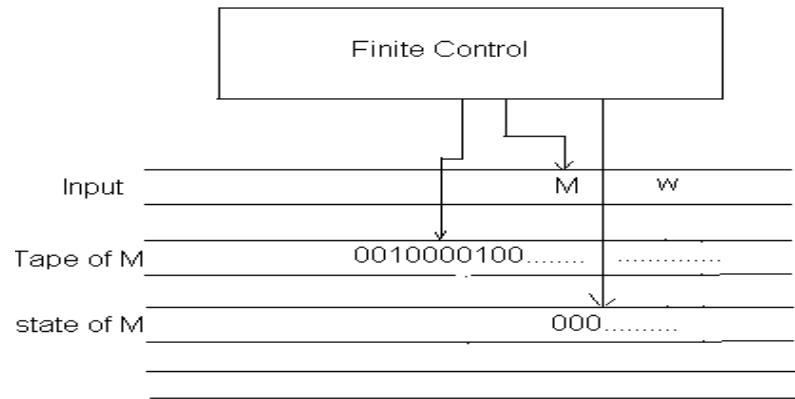 Finite Control
Input M w
Tape of M 0010000100........ ..............
state of M 000..........